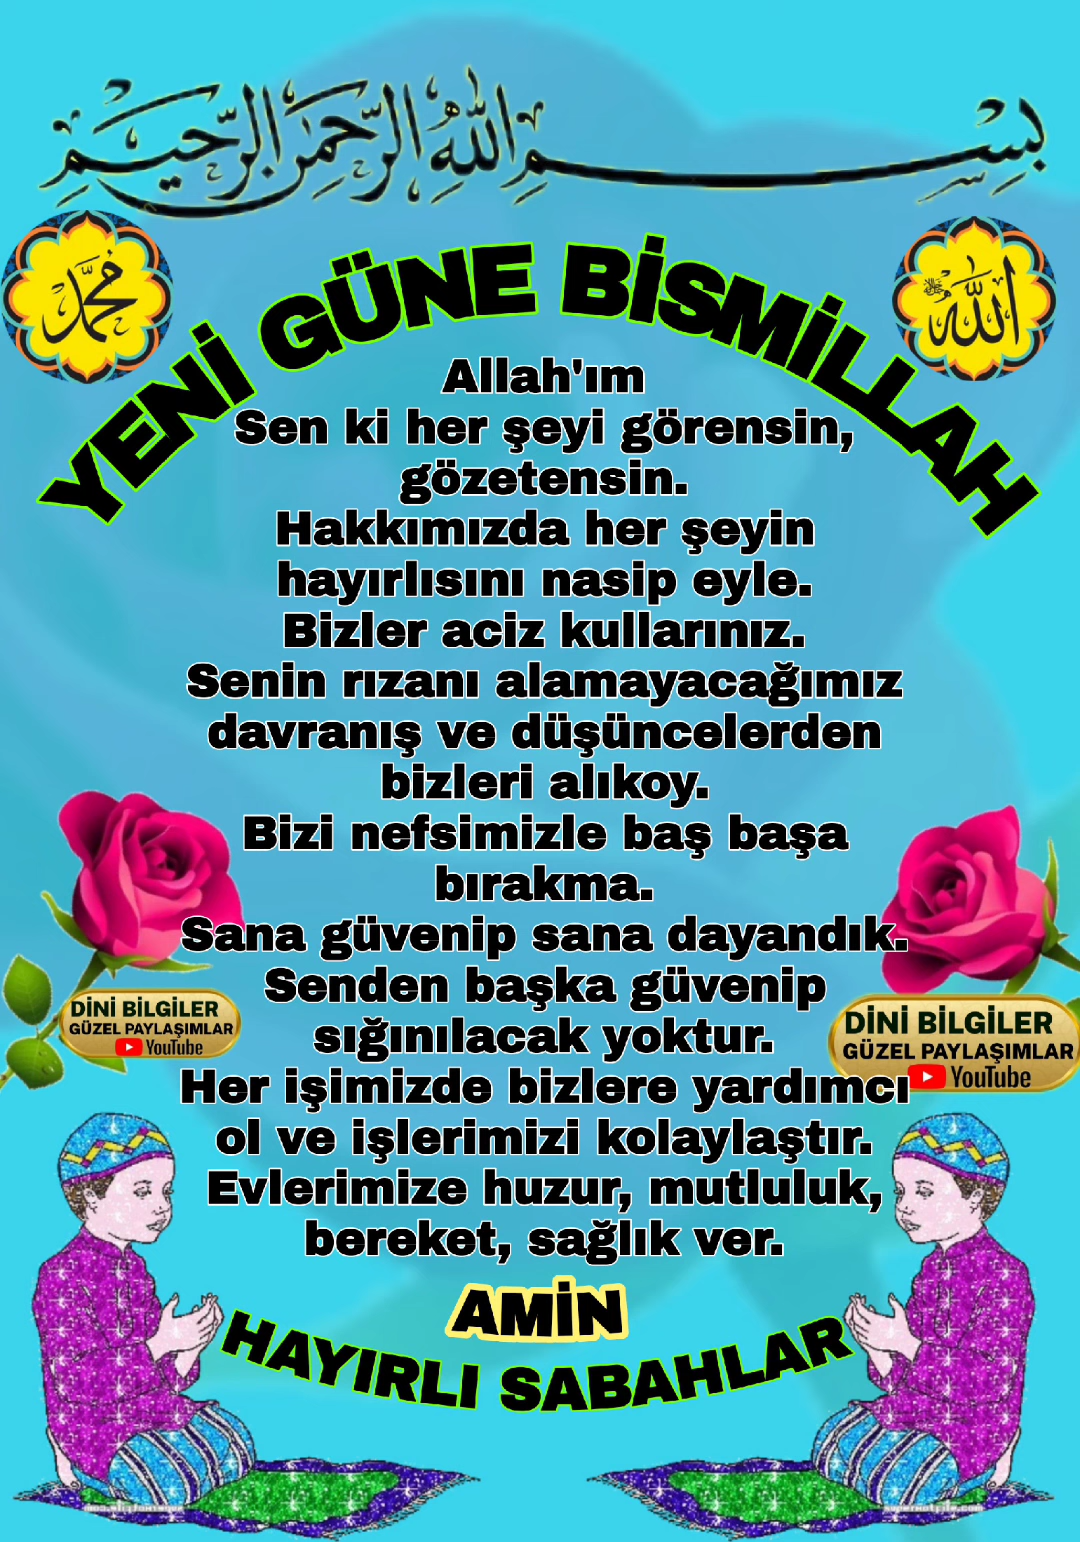 بِسْمِ اللهِ الرَّحْمٰنِ الرَّحِيمِ
محمد
الله
YENİ GÜNE BİSMİLLAH
Allah'ım
Sen ki her şeyi görensin,
gözetensin.
Hakkımızda her şeyin
hayırlısını nasip eyle.
Bizler aciz kullarınız.
Senin rızanı alamayacağımız
davranış ve düşüncelerden
bizleri alıkoy.
Bizi nefsimizle baş başa
bırakma.
Sana güvenip sana dayandık.
Senden başka güvenip
sığınılacak yoktur.
Her işimizde bizlere yardımcı
ol ve işlerimizi kolaylaştır.
Evlerimize huzur, mutluluk,
bereket, sağlık ver.
DİNİ BİLGİLER
GÜZEL PAYLAŞIMLAR
YouTube
DİNİ BİLGİLER
GÜZEL PAYLAŞIMLAR
YouTube
AMİN
HAYIRLI SABAHLAR